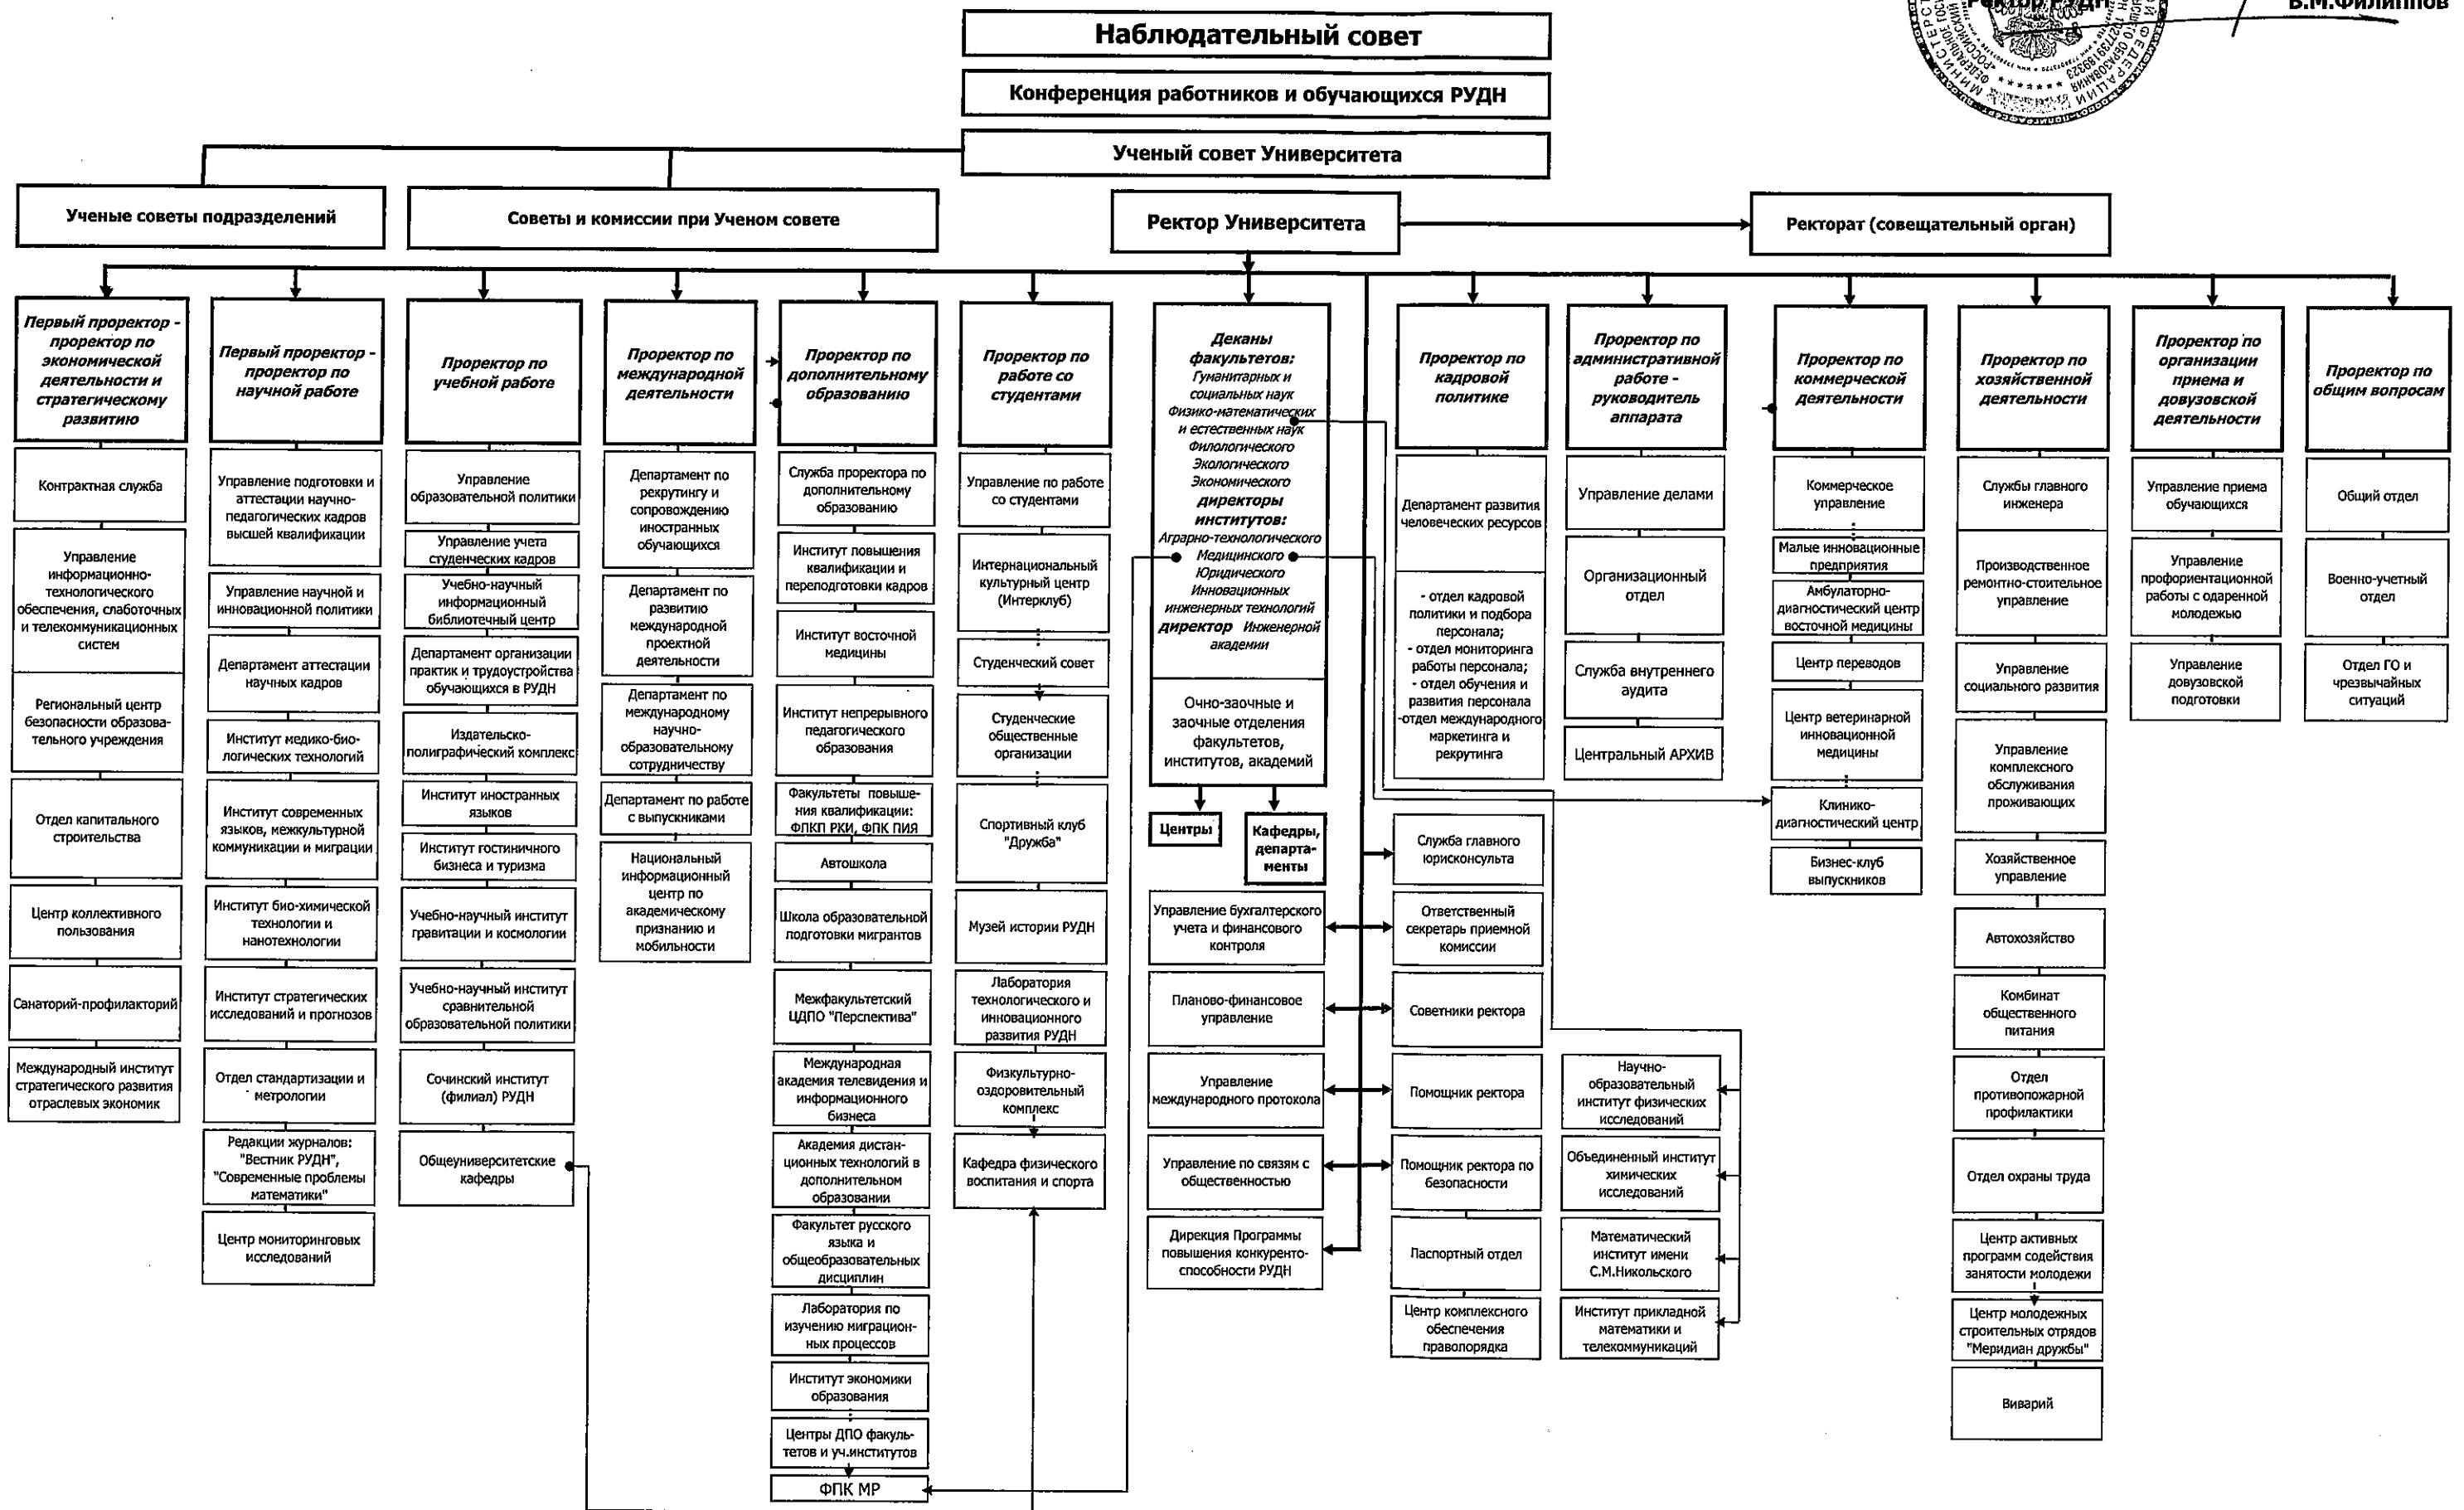 Ректор РУДН
В.М.Филиппов
Наблюдательный совет
Конференция работников и обучающихся РУДН
Ученый совет Университета
Ученые советы подразделений
Советы и комиссии при Ученом совете
Ректор Университета
Ректорат (совещательный орган)
Первый проректор -
проректор по
экономической
деятельности и
стратегическому
развитию
Контрактная служба
Управление
информационно-
технологического
обеспечения, слаботочных
и телекоммуникационных
систем
Региональный центр
безопасности образова-
тельного учреждения
Отдел капитального
строительства
Центр коллективного
пользования
Санаторий-профилакторий
Международный институт
стратегического развития
отраслевых экономик
Первый проректор -
проректор по
научной работе
Управление подготовки и
аттестации научно-
педагогических кадров
высшей квалификации
Управление научной и
инновационной политики
Департамент аттестации
научных кадров
Институт медико-био-
логических технологий
Институт современных
языков, межкультурной
коммуникации и миграции
Институт био-химической
технологии и
нанотехнологии
Институт стратегических
исследований и прогнозов
Отдел стандартизации и
метрологии
Редакции журналов:
"Вестник РУДН",
"Современные проблемы
математики"
Центр мониторинговых
исследований
Проректор по
учебной работе
Управление
образовательной политики
Управление учета
студенческих кадров
Учебно-научный
информационный
библиотечный центр
Департамент организации
практик и трудоустройства
обучающихся в РУДН
Издательско-
полиграфический комплекс
Институт иностранных
языков
Институт гостиничного
бизнеса и туризма
Учебно-научный институт
гравитации и космологии
Учебно-научный институт
сравнительной
образовательной политики
Сочинский институт
(филиал) РУДН
Общеуниверситетские
кафедры
Проректор по
международной
деятельности
Департамент по
рекрутингу и
сопровождению
иностранных
обучающихся
Департамент по
развитию
международной
проектной
деятельности
Департамент по
международному
научно-
образовательному
сотрудничеству
Департамент по работе
с выпускниками
Национальный
информационный
центр по
академическому
признанию и
мобильности
Проректор по
дополнительному
образованию
Служба проректора по
дополнительному
образованию
Институт повышения
квалификации и
переподготовки кадров
Институт восточной
медицины
Институт непрерывного
педагогического
образования
Факультеты повыше-
ния квалификации:
ФПКП РКИ, ФПК ПИЯ
Автошкола
Школа образовательной
подготовки мигрантов
Межфакультетский
ЦДПО "Перспектива"
Международная
академия телевидения и
информационного
бизнеса
Академия дистан-
ционных технологий в
дополнительном
образовании
Факультет русского
языка и
общеобразовательных
дисциплин
Лаборатория по
изучению миграцион-
ных процессов
Институт экономики
образования
Центры ДПО факуль-
тетов и уч.институтов
ФПК МР
Проректор по
работе со
студентами
Управление по работе
со студентами
Интернациональный
культурный центр
(Интерклуб)
Студенческий совет
Студенческие
общественные
организации
Спортивный клуб
"Дружба"
Музей истории РУДН
Лаборатория
технологического и
инновационного
развития РУДН
Физкультурно-
оздоровительный
комплекс
Кафедра физического
воспитания и спорта
Деканы
факультетов:
Гуманитарных и
социальных наук
Физико-математических
и естественных наук
Филологического
Экологического
Экономического
директоры
институтов:
Аграрно-технологического
Медицинского
Юридического
Инновационных
инженерных технологий
директор Инженерной
академии
Очно-заочные и
заочные отделения
факультетов,
институтов, академий
Центры
Кафедры,
департа-
менты
Управление бухгалтерского
учета и финансового
контроля
Планово-финансовое
управление
Управление
международного протокола
Управление по связям с
общественностью
Дирекция Программы
повышения конкуренто-
способности РУДН
Проректор по
кадровой
политике
Департамент развития
человеческих ресурсов
- отдел кадровой
политики и подбора
персонала;
- отдел мониторинга
работы персонала;
- отдел обучения и
развития персонала
-отдел международного
маркетинга и
рекрутинга
Служба главного
юрисконсульта
Ответственный
секретарь приемной
комиссии
Советники ректора
Помощник ректора
Помощник ректора по
безопасности
Паспортный отдел
Центр комплексного
обеспечения
праволорядка
Проректор по
административной
работе -
руководитель
аппарата
Управление делами
Организационный
отдел
Служба внутреннего
аудита
Центральный АРХИВ
Научно-
образовательный
институт физических
исследований
Объединенный институт
химических
исследований
Математический
институт имени
С.М.Никольского
Институт прикладной
математики и
телекоммуникаций
Проректор по
коммерческой
деятельности
Коммерческое
управление
Малые инновационные
предприятия
Амбулаторно-
диагностический центр
восточной медицины
Центр переводов
Центр ветеринарной
инновационной
медицины
Клинико-
диагностический центр
Бизнес-клуб
выпускников
Проректор по
хозяйственной
деятельности
Службы главного
инженера
Производственное
ремонтно-стоительное
управление
Управление
социального развития
Управление
комплексного
обслуживания
проживающих
Хозяйственное
управление
Автохозяйство
Комбинат
общественного
питания
Отдел
противопожарной
профилактики
Отдел охраны труда
Центр активных
программ содействия
занятости молодежи
Центр молодежных
строительных отрядов
"Меридиан дружбы"
Виварий
Проректор по
организации
приема и
довузовской
деятельности
Управление приема
обучающихся
Управление
профориентационной
работы с одаренной
молодежью
Управление
довузовской
подготовки
Проректор по
общим вопросам
Общий отдел
Военно-учетный
отдел
Отдел ГО и
чрезвычайных
ситуаций